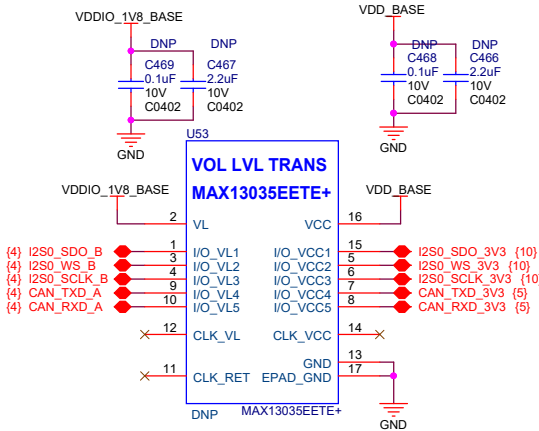 VDDIO_1V8_BASE
VDD_BASE
DNP
C469
0.1uF
10V
C0402
DNP
C467
2.2uF
10V
C0402
DNP
C468
0.1uF
10V
C0402
DNP
C466
2.2uF
10V
C0402
GND
GND
U53
VOL LVL TRANS
MAX13035EETE+
VDDIO_1V8_BASE
VDD_BASE
2 VL VCC 16
{4} I2S0_SDO_B 1 I/O_VL1 I/O_VCC1 15 I2S0_SDO_3V3 {10}
{4} I2S0_WS_B 3 I/O_VL2 I/O_VCC2 5 I2S0_WS_3V3 {10}
{4} I2S0_SCLK_B 4 I/O_VL3 I/O_VCC3 6 I2S0_SCLK_3V3 {10
{4} CAN_TXD_A 9 I/O_VL4 I/O_VCC4 7 CAN_TXD_3V3 {5}
{4} CAN_RXD_A 10 I/O_VL5 I/O_VCC5 8 CAN_RXD_3V3 {5}
12 CLK_VL CLK_VCC 14
GND 13
11 CLK_RET EPAD_GND 17
DNP MAX13035EETE+
GND